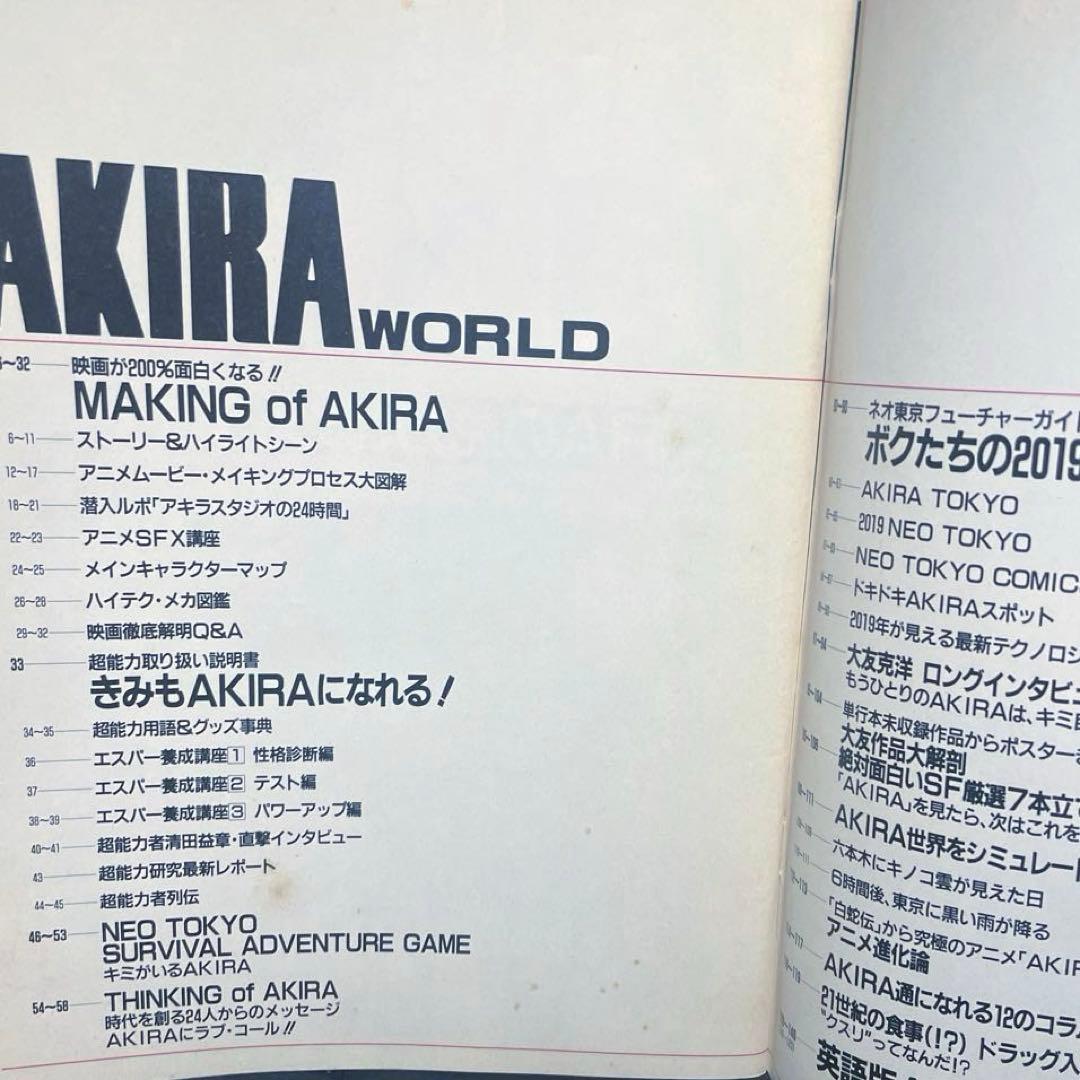 AKIRA WORLD
~32 映画が200%面白くなる!!
MAKING of AKIRA
6~11 ストーリー&ハイライトシーン
12~17 アニメムービー・メイキングプロセス大図解
18~21 潜入ルポ「アキラスタジオの24時間」
22~23 アニメSFX講座
24~25 メインキャラクターマップ
26~28 ハイテク・メカ図鑑
29~32 映画徹底解明Q&A
33 超能力取り扱い説明書
きみもAKIRAになれる!
34~35 超能力用語&グッズ事典
36 エスパー養成講座1 性格診断編
37 エスパー養成講座2 テスト編
38~39 エスパー養成講座3 パワーアップ編
40~41 超能力者清田益章・直撃インタビュー
43 超能力研究最新レポート
44~45 超能力者列伝
46~53 NEO TOKYO
SURVIVAL ADVENTURE GAME
キミがいるAKIRA
54~58 THINKING of AKIRA
時代を創る24人からのメッセージ
AKIRAにラブ・コール!!
ネオ東京フューチャーガイド
ボクたちの2019
AKIRA TOKYO
2019 NEO TOKYO
NEO TOKYO COMIC
ドキドキAKIRAスポット
2019年が見える最新テクノロジ
大友克洋 ロングインタビュ
もうひとりのAKIRAは、キミ
単行本未収録作品からポスターま
大友作品大解剖
絶対面白いSF厳選7本立て
「AKIRA」を見たら、次はこれを
AKIRA世界をシミュレート
六本木にキノコ雲が見えた日
6時間後、東京に黒い雨が降る
「白蛇伝」から究極のアニメ「AKIR
アニメ進化論
AKIRA通になれる12のコラ
21世紀の食事(!?) ドラッグ入
"クスリ"ってなんだ!?
英語版